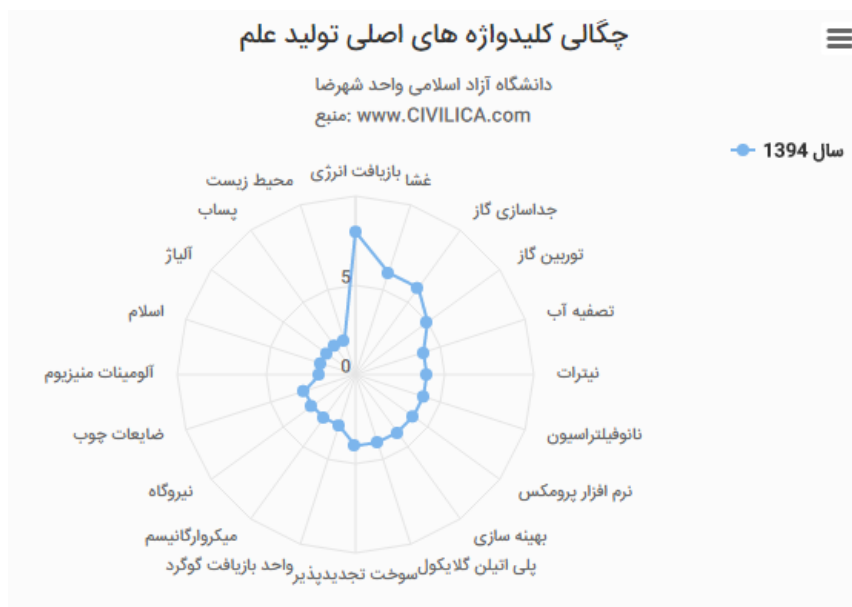 چگالی کلیدواژه های اصلی تولید علم
دانشگاه آزاد اسلامی واحد شهرضا
منبع: www.CIVILICA.com
سال 1394
بازیافت انرژی
غشا
جداسازی گاز
توربین گاز
تصفیه آب
نیترات
نانوفیلتراسیون
نرم افزار پرومکس
بهینه سازی
پلی اتیلن گلایکول
سوخت تجدیدپذیر
واحد بازیافت گوگرد
میکروارگانیسم
نیروگاه
ضایعات چوب
آلومینات منیزیوم
اسلام
آلیاژ
پساب
محیط زیست
5
0